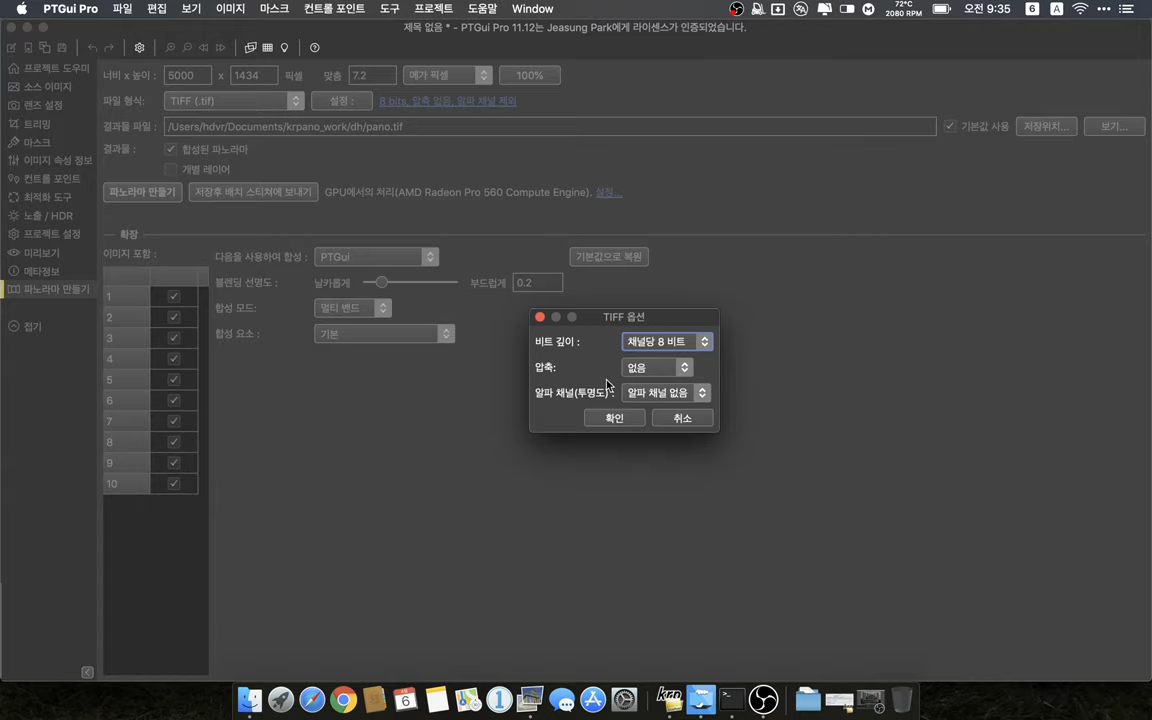 PTGui Pro 파일 편집 보기 이미지 마스크 컨트롤 포인트 도구 프로젝트 도움말 Window 72°C 2080 RPM 오전 9:35 6 A
제목 없음 * - PTGui Pro 11.12는 Jeasung Park에게 라이센스가 인증되었습니다.
프로젝트 도우미
소스 이미지
렌즈 설정
트리밍
마스크
이미지 속성 정보
컨트롤 포인트
최적화 도구
노출 / HDR
프로젝트 설정
미리보기
메타정보
파노라마 만들기
접기
너비 x 높이 : 5000 x 1434 픽셀 맞춤 7.2 메가 픽셀 100%
파일 형식: TIFF (.tif) 설정 : 8 bits, 압축 없음, 알파 채널 제외
결과물 파일 : /Users/hdvr/Documents/krpano_work/dh/pano.tif 기본값 사용 저장위치... 보기...
결과물 : 합성된 파노라마
개별 레이어
파노라마 만들기 저장후 배치 스티쳐에 보내기 GPU에서의 처리(AMD Radeon Pro 560 Compute Engine). 설정...
확장
이미지 포함 : 다음을 사용하여 합성 : PTGui 기본값으로 복원
블렌딩 선명도 : 날카롭게 부드럽게 0.2
합성 모드: 멀티 밴드
합성 요소 : 기본
1
2
3
4
5
6
7
8
9
10
TIFF 옵션
비트 깊이 : 채널당 8 비트
압축: 없음
알파 채널(투명도) : 알파 채널 없음
확인 취소
6
krp